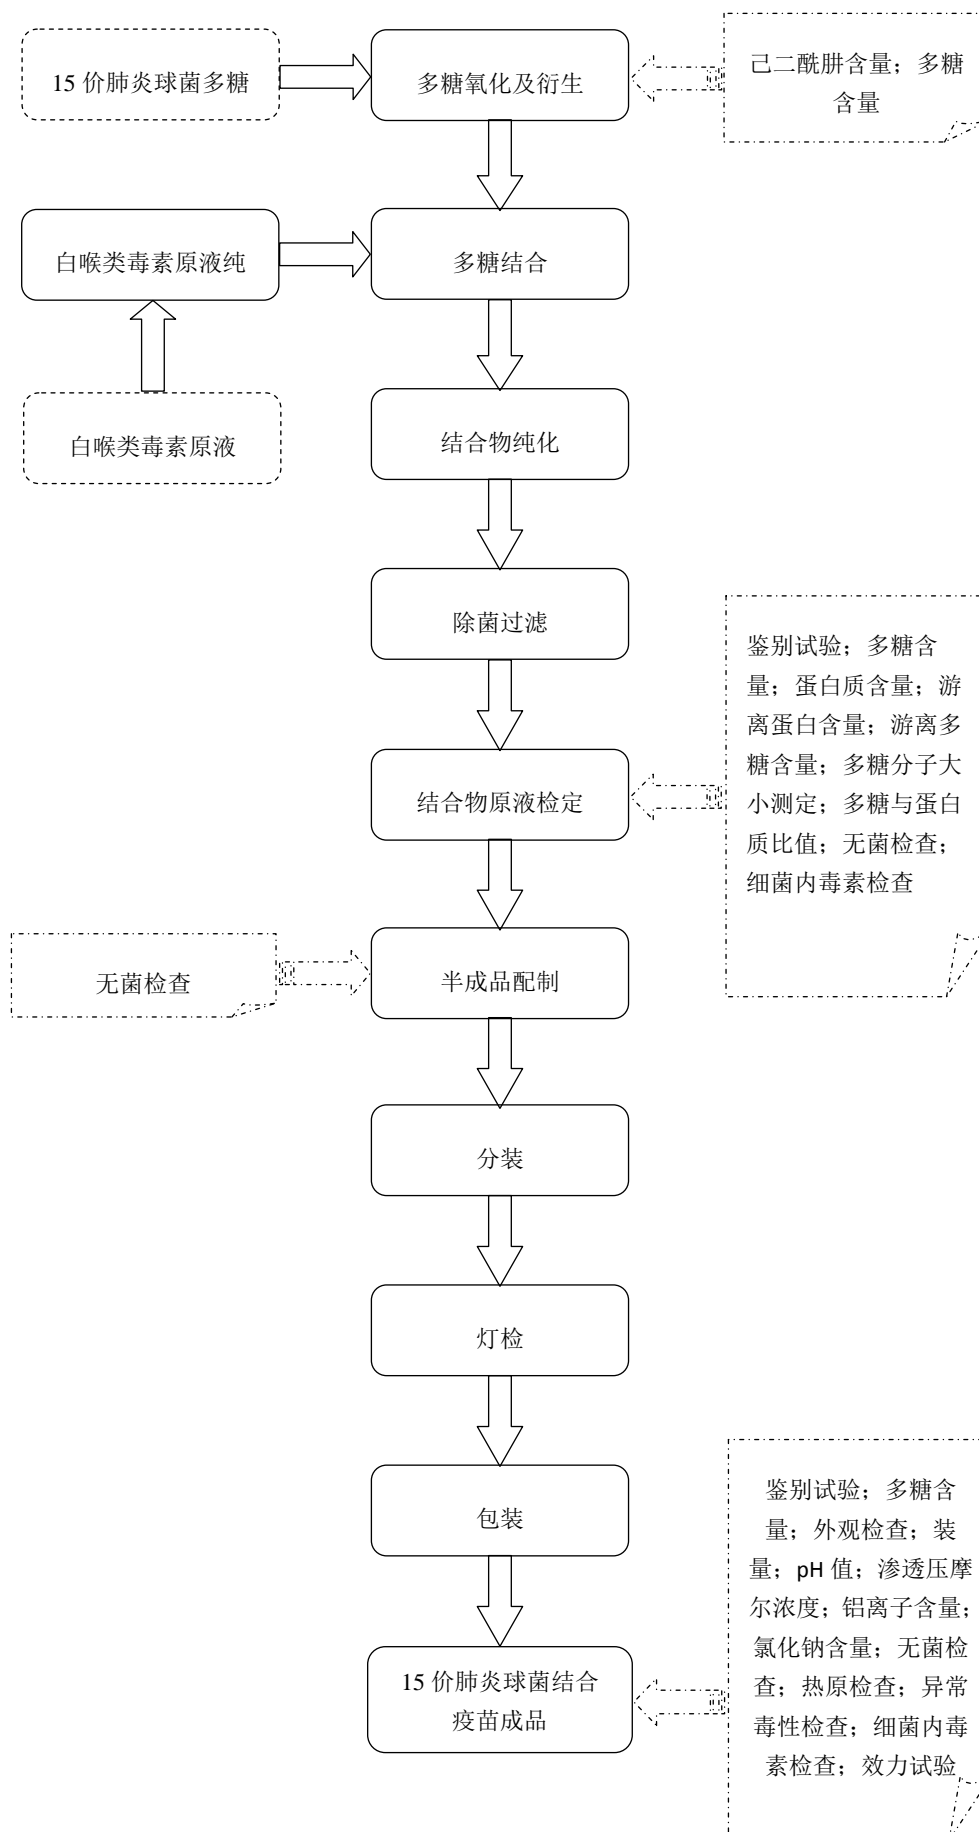 15 价肺炎球菌多糖
多糖氧化及衍生
己二酰肼含量；多糖
含量
白喉类毒素原液纯
多糖结合
白喉类毒素原液
结合物纯化
除菌过滤
鉴别试验；多糖含
量；蛋白质含量；游
离蛋白含量；游离多
糖含量；多糖分子大
小测定；多糖与蛋白
质比值；无菌检查；
细菌内毒素检查
结合物原液检定
无菌检查
半成品配制
分装
灯检
包装
鉴别试验；多糖含
量；外观检查；装
量；pH 值；渗透压摩
尔浓度；铝离子含量；
氯化钠含量；无菌检
查；热原检查；异常
毒性检查；细菌内毒
素检查；效力试验
15 价肺炎球菌结合
疫苗成品